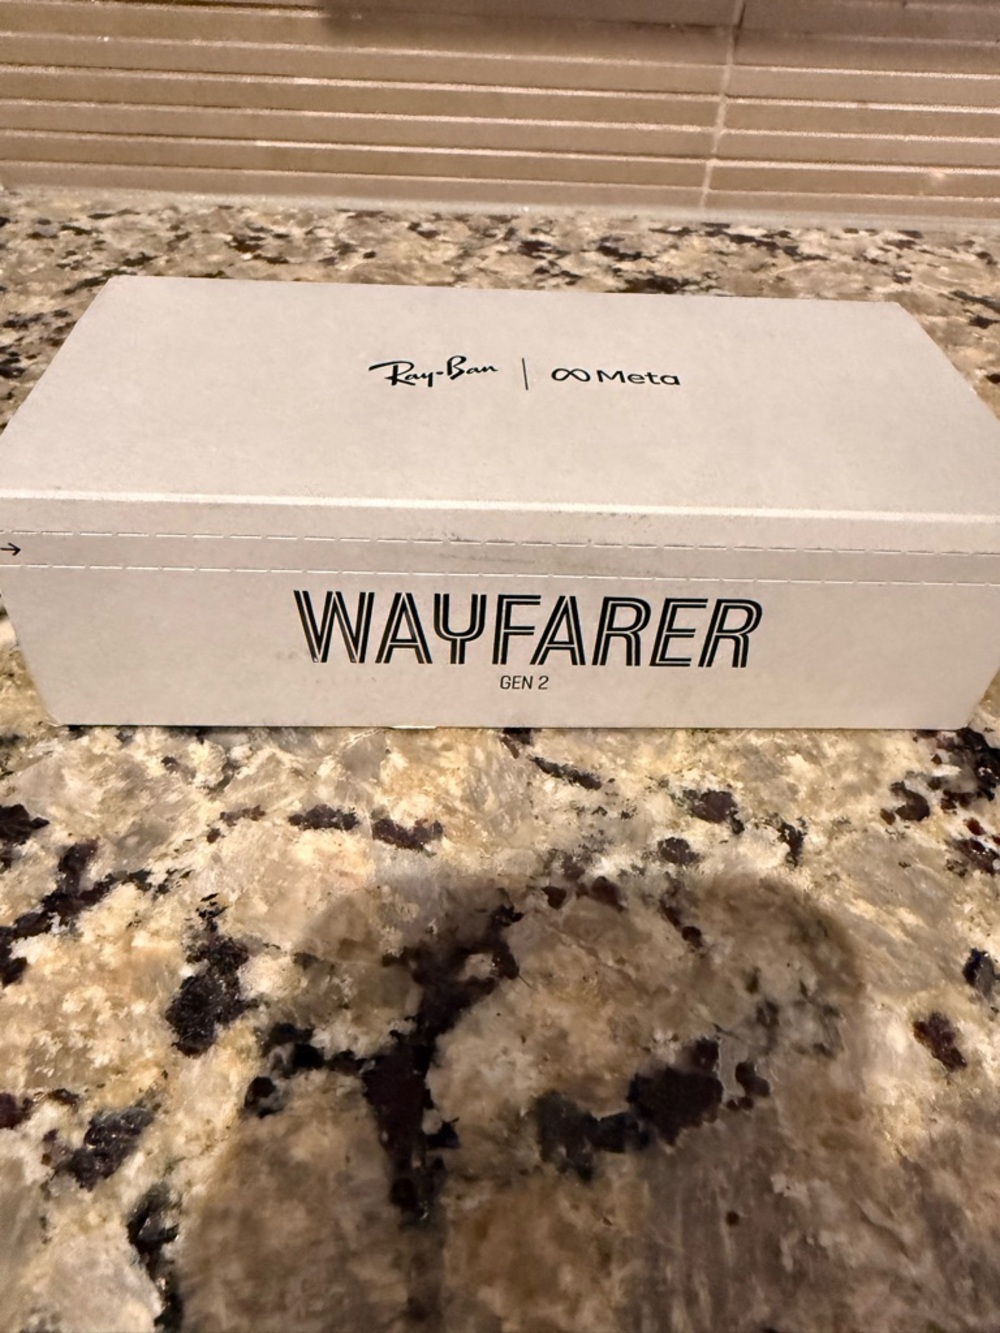 Ray-Ban | ∞ Meta
→
WAYFARER
GEN 2